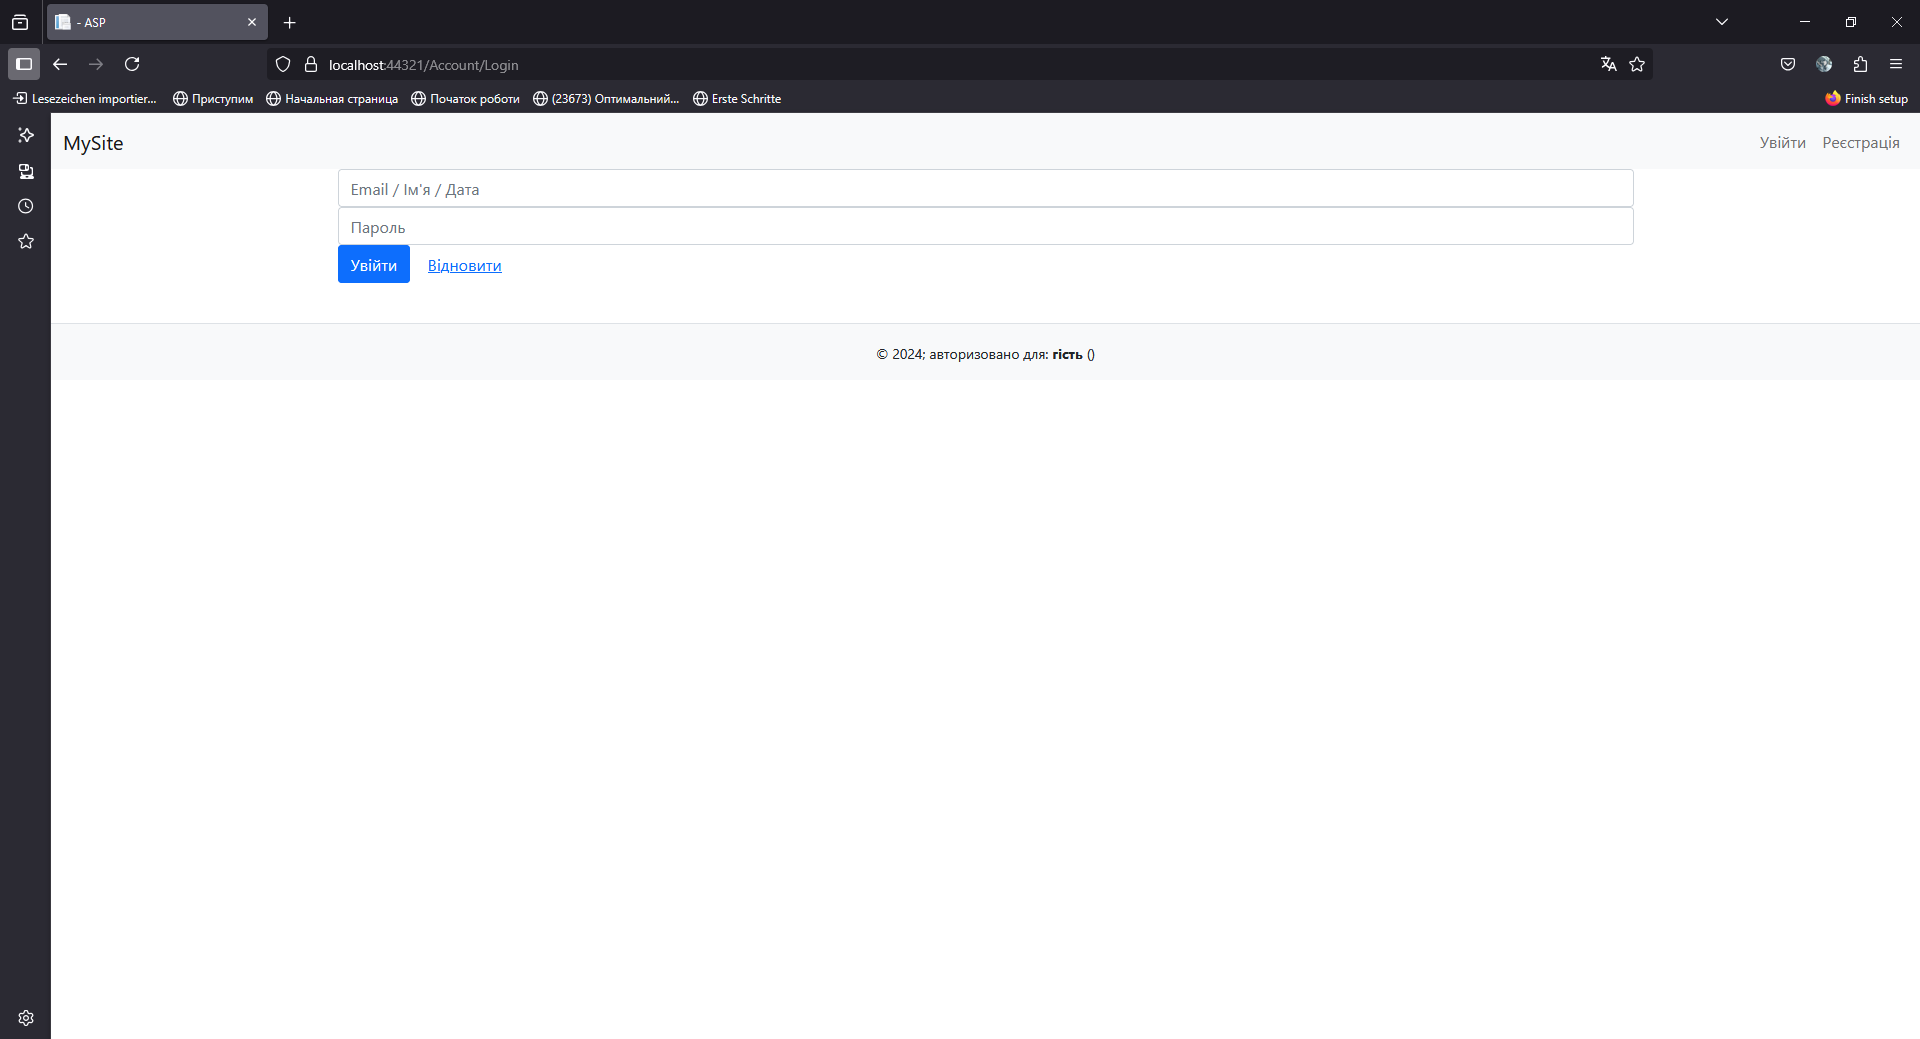 - ASP
localhost:44321/Account/Login
Lesezeichen importier... Приступим Начальная страница Початок роботи (23673) Оптимальний... Erste Schritte Finish setup
MySite Увійти Реєстрація
Email / Ім'я / Дата
Пароль
Увійти Відновити
© 2024; авторизовано для: гість ()